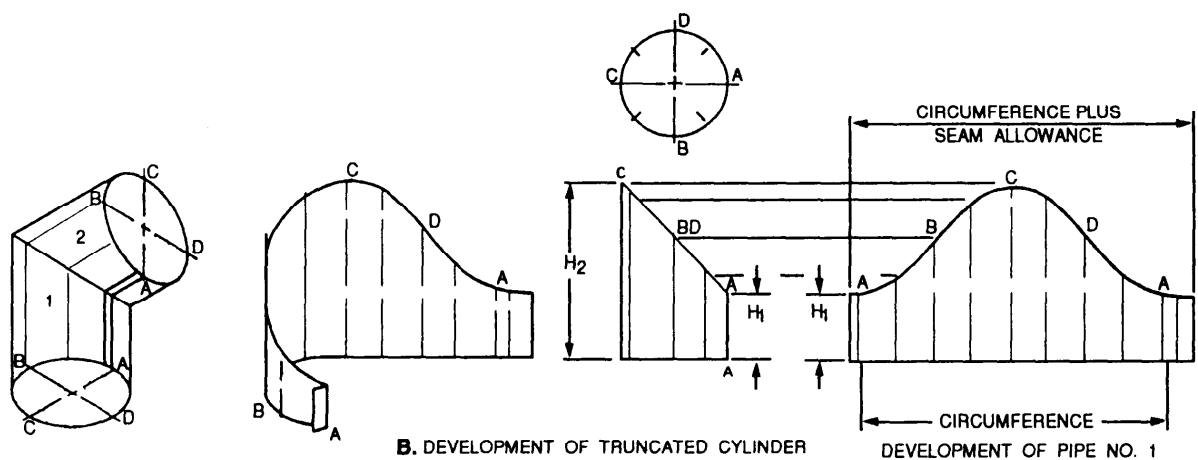 C
B
2
D
A
1
B
A
C
D
C
D
A
B
A
D
C
A
B
C
BD
A
H2
H1
A
H1
CIRCUMFERENCE PLUS
SEAM ALLOWANCE
C
B
D
A
A
CIRCUMFERENCE
B. DEVELOPMENT OF TRUNCATED CYLINDER
DEVELOPMENT OF PIPE NO. 1